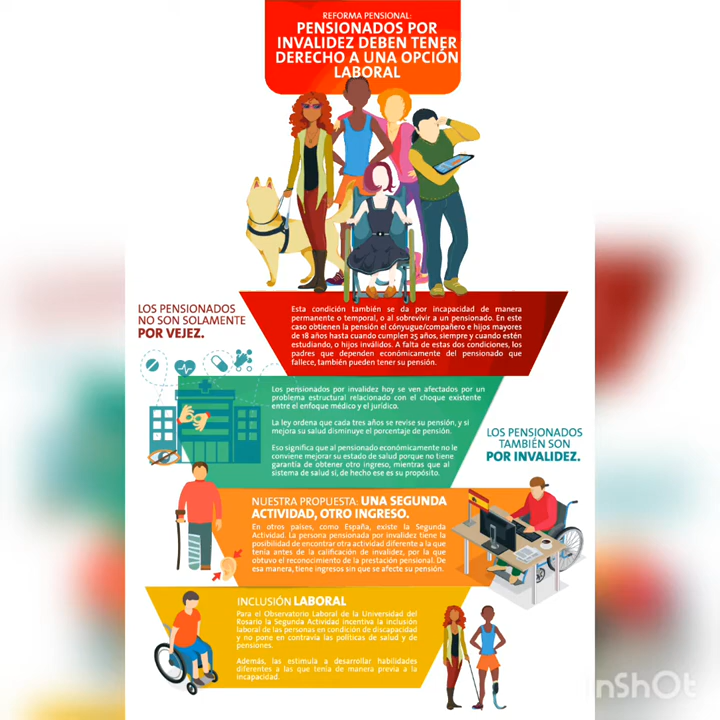 REFORMA PENSIONAL:
PENSIONADOS POR
INVALIDEZ DEBEN TENER
DERECHO A UNA OPCIÓN
LABORAL
LOS PENSIONADOS
NO SON SOLAMENTE
POR VEJEZ.
Esta condición también se da por incapacidad de manera
permanente o temporal, o al sobrevivir a un pensionado. En este
caso obtienen la pensión el cónyugue/compañero e hijos mayores
de 18 años hasta cuando cumplen 25 años, siempre y cuando estén
estudiando, o hijos inválidos. A falta de estas dos condiciones, los
padres que dependen económicamente del pensionado que
fallece, también pueden tener su pensión.
Los pensionados por invalidez hoy se ven afectados por un
problema estructural relacionado con el choque existente
entre el enfoque médico y el jurídico.
La ley ordena que cada tres años se revise su pensión, y si
mejora su salud disminuye el porcentaje de pensión.
Eso significa que al pensionado económicamente no le
conviene mejorar su estado de salud porque no tiene
garantía de obtener otro ingreso, mientras que al
sistema de salud sí, de hecho ese es su propósito.
LOS PENSIONADOS
TAMBIÉN SON
POR INVALIDEZ.
NUESTRA PROPUESTA: UNA SEGUNDA
ACTIVIDAD, OTRO INGRESO.
En otros países, como España, existe la Segunda
Actividad. La persona pensionada por invalidez tiene la
posibilidad de encontrar otra actividad diferente a la que
tenía antes de la calificación de invalidez, por la que
obtuvo el reconocimiento de la prestación pensional. De
esa manera, tiene ingresos sin que se afecte su pensión.
INCLUSIÓN LABORAL
Para el Observatorio Laboral de la Universidad del
Rosario la Segunda Actividad incentiva la inclusión
laboral de las personas en condición de discapacidad
y no pone en contravía las políticas de salud y de
pensiones.
Además, las estimula a desarrollar habilidades
diferentes a las que tenía de manera previa a la
incapacidad.
InShOt